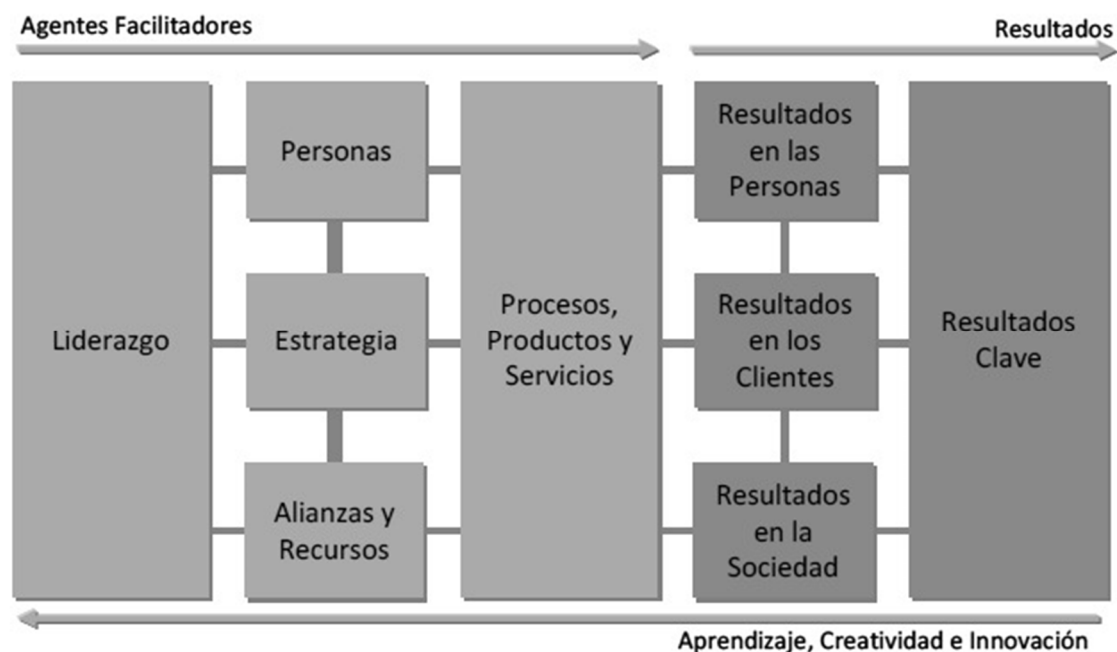 Agentes Facilitadores
Resultados
Liderazgo
Personas
Estrategia
Alianzas y
Recursos
Procesos,
Productos y
Servicios
Resultados
en las
Personas
Resultados
en los
Clientes
Resultados
en la
Sociedad
Resultados
Clave
Aprendizaje, Creatividad e Innovación